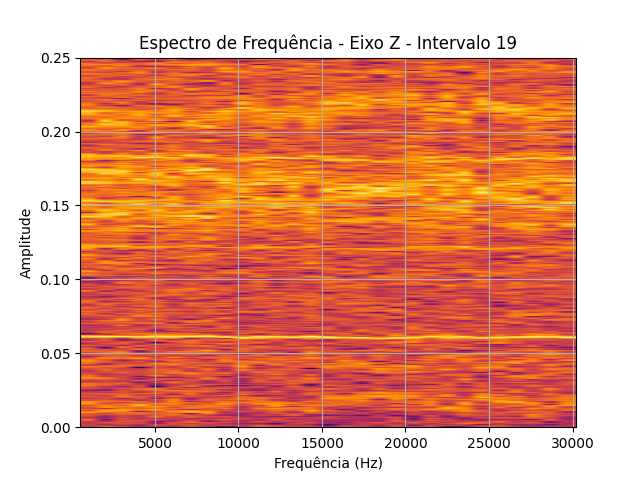 Espectro de Frequência - Eixo Z - Intervalo 19
0.25
0.20
0.15
0.10
0.05
0.00
Amplitude
5000 10000 15000 20000 25000 30000
Frequência (Hz)